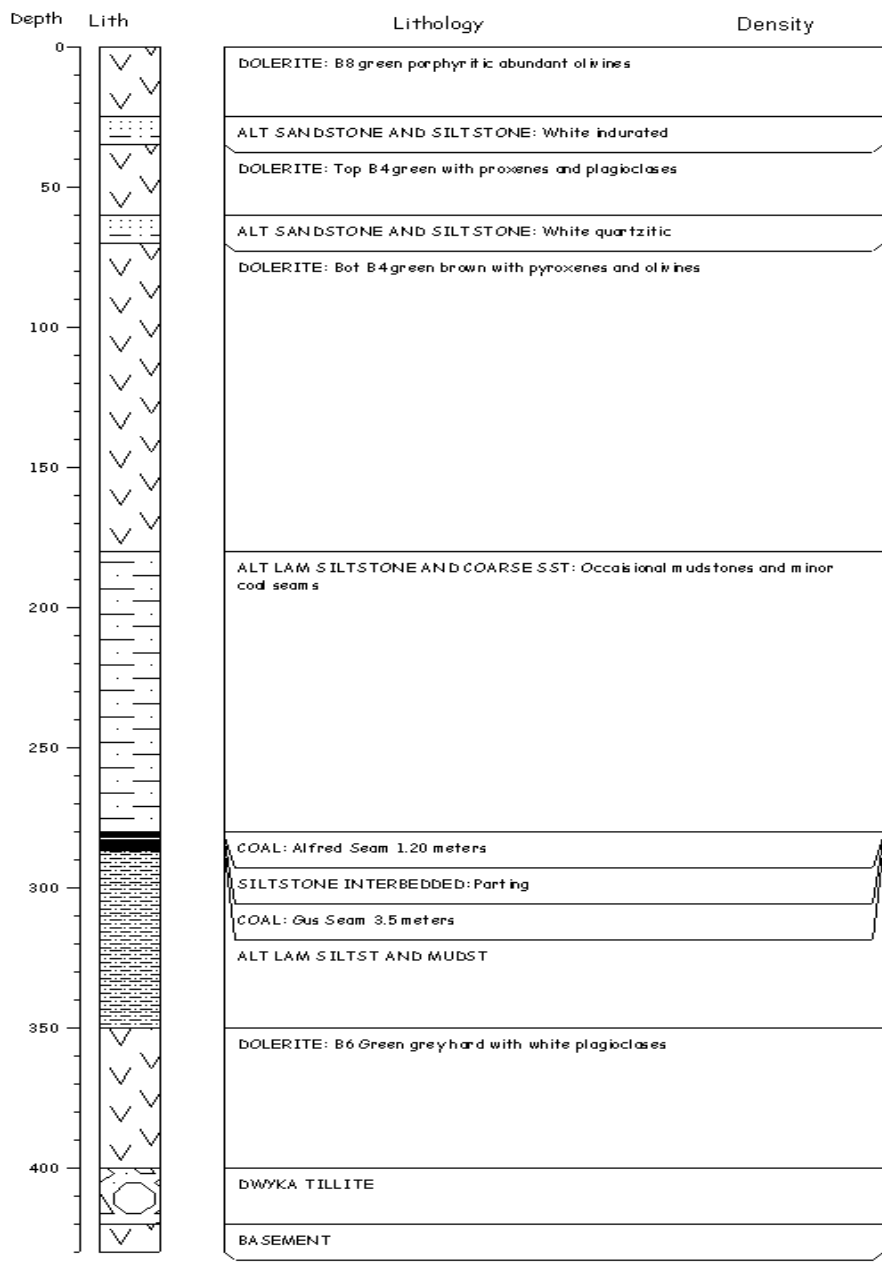 Depth Lith Lithology Density
0
DOLERITE: B8 green porphyritic abundant olivines
ALT SANDSTONE AND SILTSTONE: White indurated
DOLERITE: Top B4 green with proxenes and plagioclases
50
ALT SANDSTONE AND SILTSTONE: White quartzitic
DOLERITE: Bot B4 green brown with pyroxenes and olivines
100
150
ALT LAM SILTSTONE AND COARSE SST: Occaisional mudstones and minor
coal seams
200
250
COAL: Alfred Seam 1.20 meters
300
SILTSTONE INTERBEDDED: Parting
COAL: Gus Seam 3.5 meters
ALT LAM SILTST AND MUDST
350
DOLERITE: B6 Green grey hard with white plagioclases
400
DWYKA TILLITE
BASEMENT